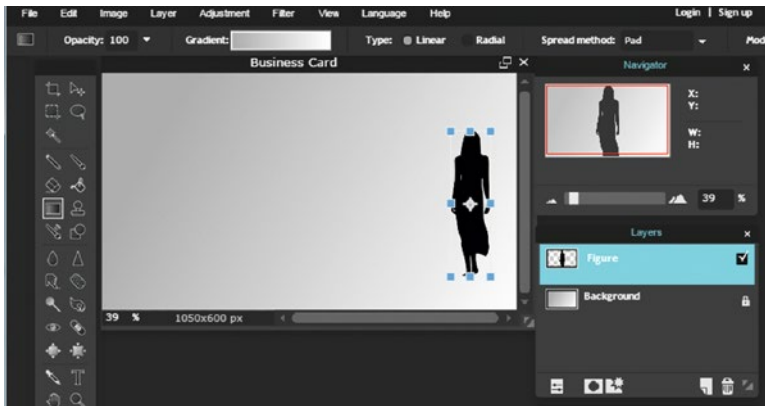 File Edit Image Layer Adjustment Filter View Language Help Login | Sign up
Opacity: 100 Gradient: Type: Linear Radial Spread method: Pad Mod
Business Card
Navigator
X:
Y:
W:
H:
39 %
Layers
Figure
Background
39 % 1050x600 px